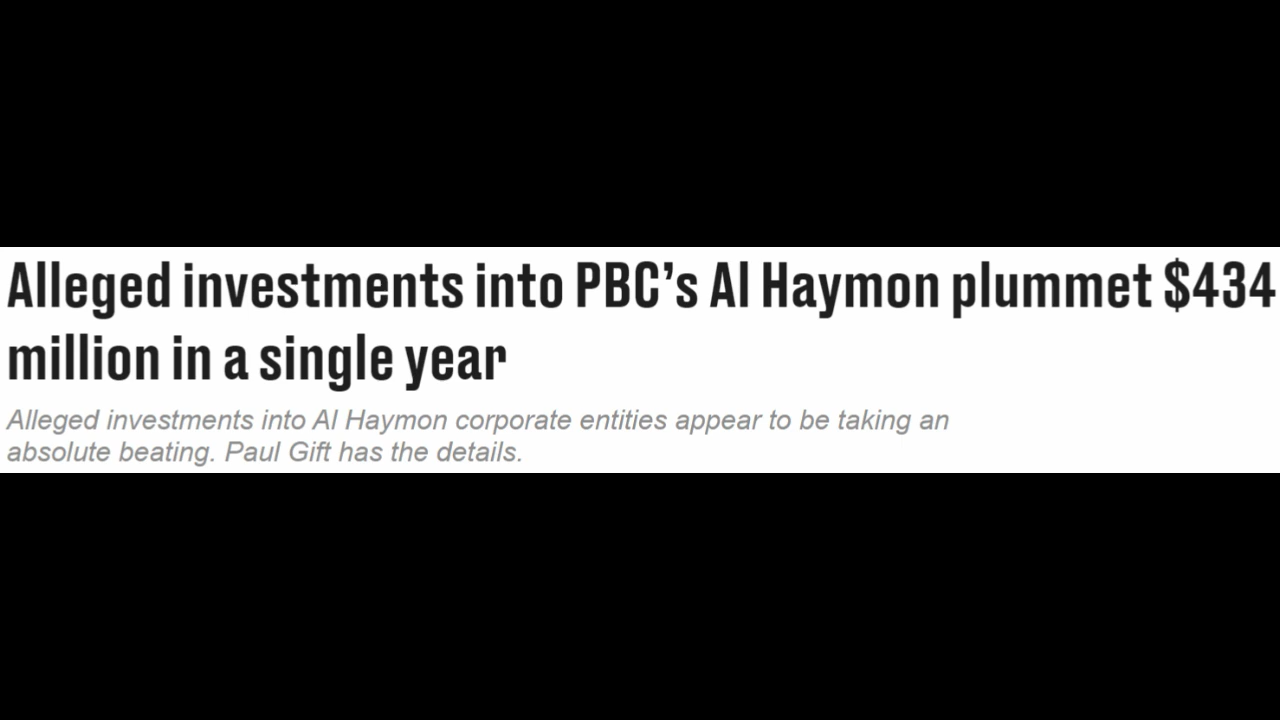 Alleged investments into PBC’s Al Haymon plummet $434
million in a single year
Alleged investments into Al Haymon corporate entities appear to be taking an
absolute beating. Paul Gift has the details.